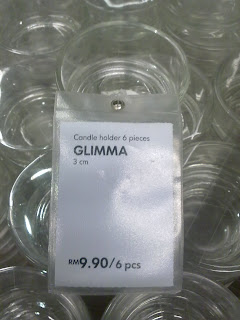 Candle holder 6 pieces
GLIMMA
3 cm
RM9.90/6 pcs